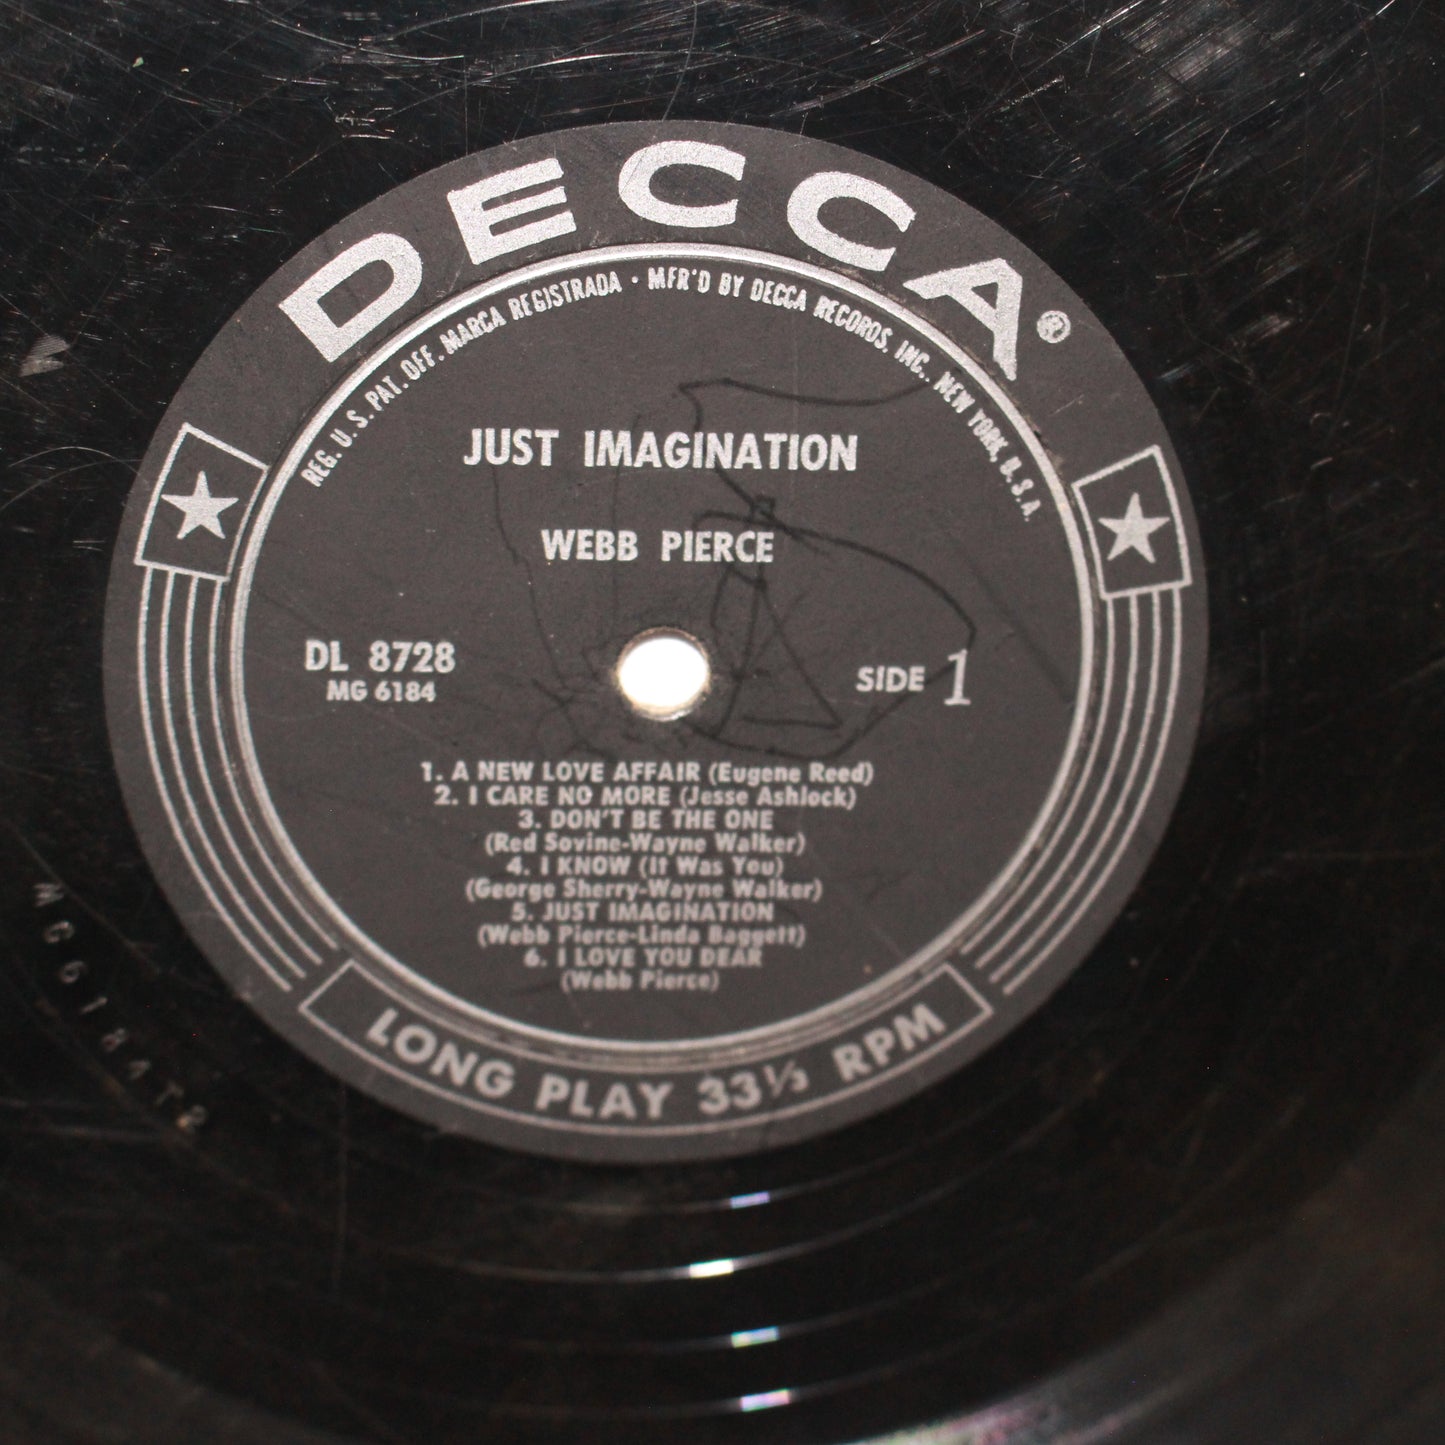 DECCA®
REG. U. S. PAT. OFF. MARCA REGISTRADA • MFR'D BY DECCA RECORDS, INC., NEW YORK, U. S. A.
JUST IMAGINATION
WEBB PIERCE
DL 8728
MG 6184
SIDE 1
1. A NEW LOVE AFFAIR (Eugene Reed)
2. I CARE NO MORE (Jesse Ashlock)
3. DON'T BE THE ONE
(Red Sovine-Wayne Walker)
4. I KNOW (It Was You)
(George Sherry-Wayne Walker)
5. JUST IMAGINATION
(Webb Pierce-Linda Baggett)
6. I LOVE YOU DEAR
(Webb Pierce)
LONG PLAY 33⅓ RPM
MG6184T2